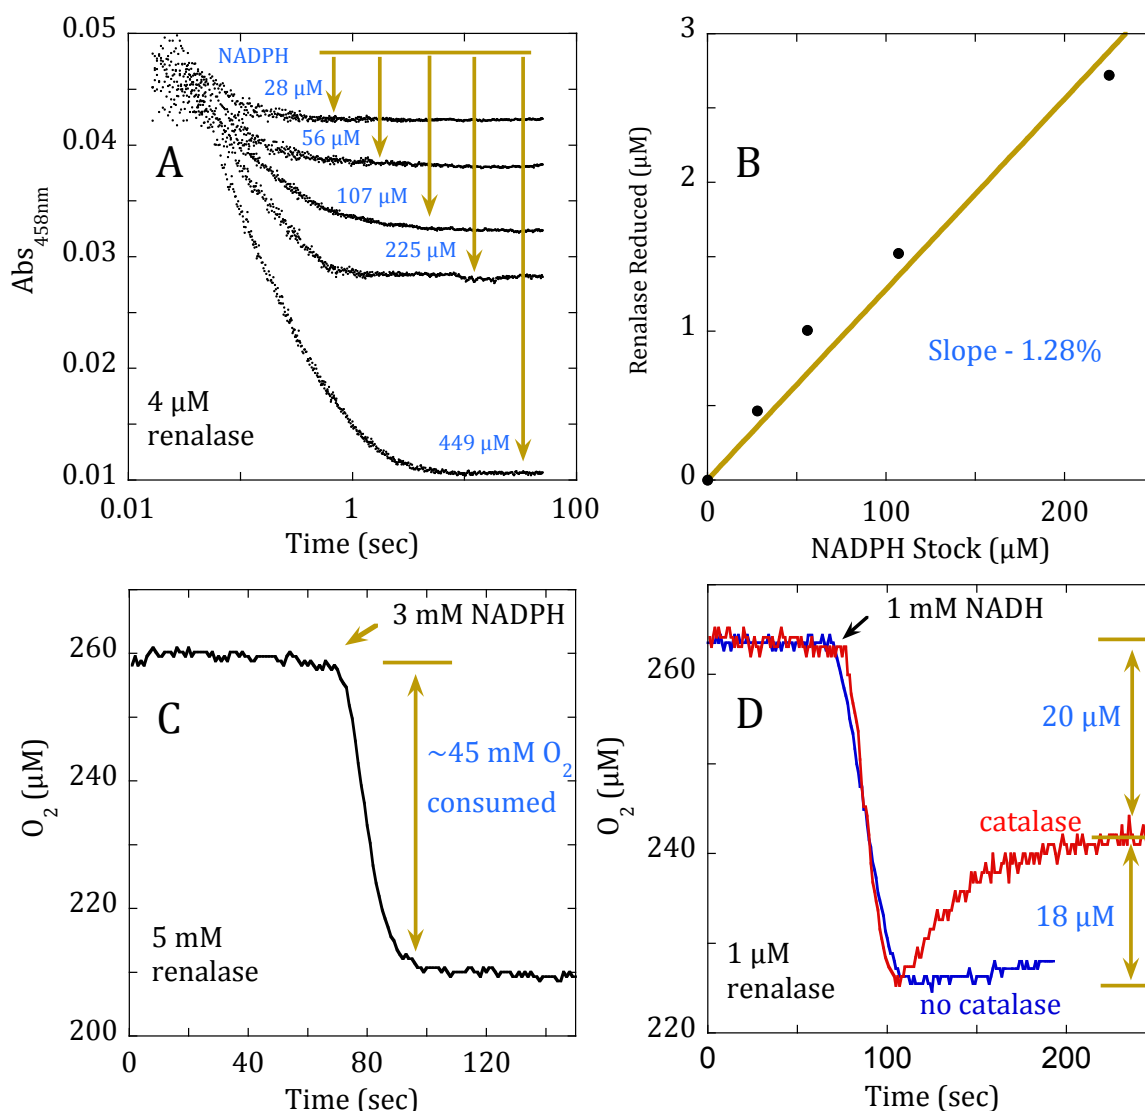 A
NADPH
28 µM
56 µM
107 µM
225 µM
449 µM
4 µM
renalase
0.05
0.04
0.03
0.02
0.01
Abs458nm
0.01
1
100
Time (sec)
B
3
2
1
0
Renalase Reduced (µM)
Slope - 1.28%
0
100
200
NADPH Stock (µM)
C
3 mM NADPH
~45 mM O2
consumed
5 mM
renalase
260
240
220
200
O2 (µM)
0
40
80
120
Time (sec)
D
1 mM NADH
20 µM
catalase
18 µM
1 µM
renalase
no catalase
260
240
220
O2 (µM)
0
100
200
Time (sec)